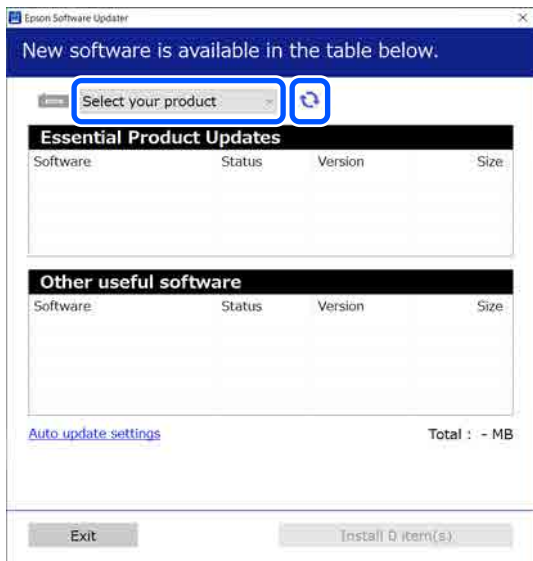 Epson Software Updater
New software is available in the table below.
Select your product
Essential Product Updates
Software Status Version Size
Other useful software
Software Status Version Size
Auto update settings Total : - MB
Exit Install 0 item(s)